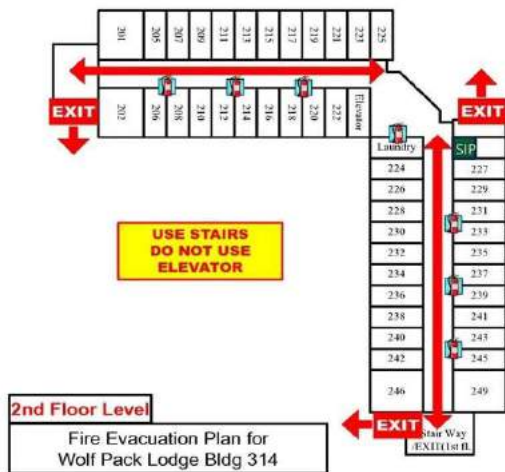 201 205 207 209 211 213 215 217 219 221 223 225
EXIT
202 206 208 210 212 214 216 218 220 222 Elevator
EXIT
Laundry SIP
224 227
226 229
228 231
230 233
232 235
234 237
236 239
238 241
240 243
242 245
246 249
USE STAIRS
DO NOT USE
ELEVATOR
EXIT
Stair Way
/EXIT(1st fl.
2nd Floor Level
Fire Evacuation Plan for
Wolf Pack Lodge Bldg 314